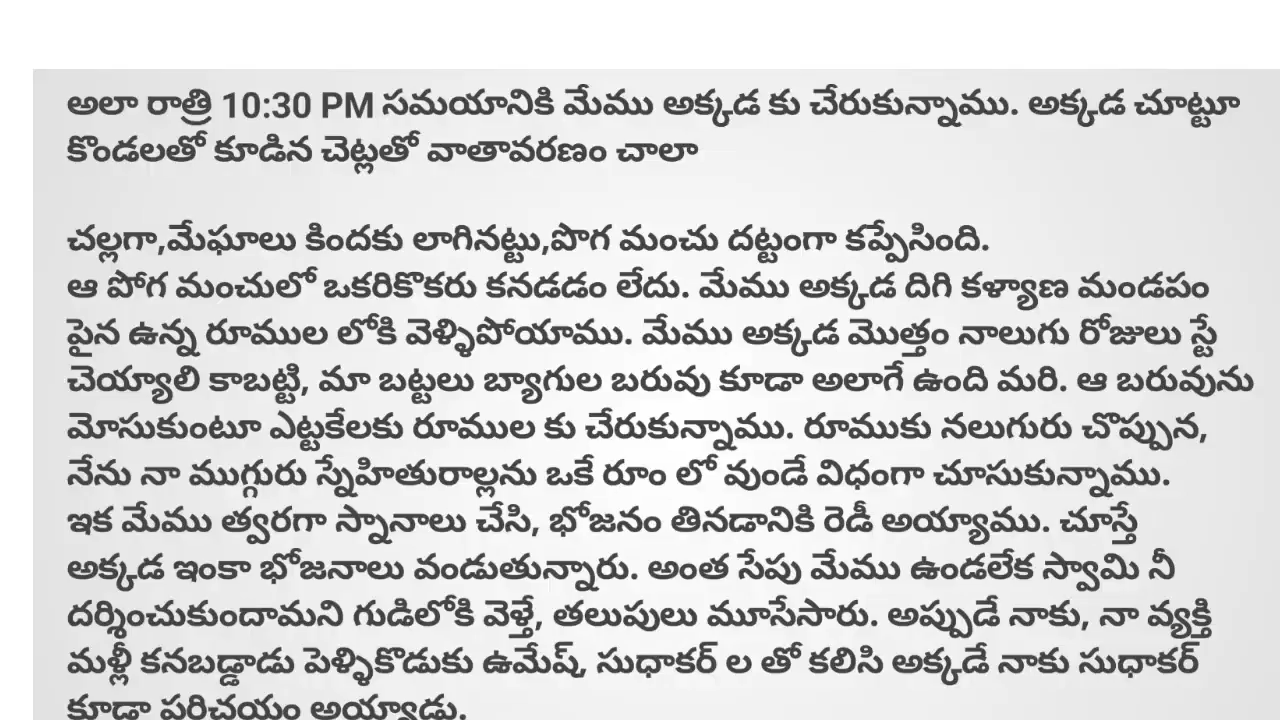 అలా రాత్రి 10:30 PM సమయానికి మేము అక్కడ కు చేరుకున్నాము. అక్కడ చూట్టూ
కొండలతో కూడిన చెట్లతో వాతావరణం చాలా
చల్లగా,మేఘాలు కిందకు లాగినట్టు,పొగ మంచు దట్టంగా కప్పేసింది.
ఆ పోగ మంచులో ఒకరికొకరు కనడడం లేదు. మేము అక్కడ దిగి కళ్యాణ మండపం
పైన ఉన్న రూముల లోకి వెళ్ళిపోయాము. మేము అక్కడ మొత్తం నాలుగు రోజులు స్టే
చెయ్యాలి కాబట్టి, మా బట్టలు బ్యాగుల బరువు కూడా అలాగే ఉంది మరి. ఆ బరువును
మోసుకుంటూ ఎట్టకేలకు రూముల కు చేరుకున్నాము. రూముకు నలుగురు చొప్పున,
నేను నా ముగ్గురు స్నేహితురాల్లను ఒకే రూం లో వుండే విధంగా చూసుకున్నాము.
ఇక మేము త్వరగా స్నానాలు చేసి, భోజనం తినడానికి రెడీ అయ్యాము. చూస్తే
అక్కడ ఇంకా భోజనాలు వండుతున్నారు. అంత సేపు మేము ఉండలేక స్వామి నీ
దర్శించుకుందామని గుడిలోకి వెళ్తే, తలుపులు మూసేసారు. అప్పుడే నాకు, నా వ్యక్తి
మళ్లీ కనబడ్డాడు పెళ్ళికొడుకు ఉమేష్, సుధాకర్ ల తో కలిసి అక్కడే నాకు సుధాకర్
కూడా పరిచయం అయ్యాడు.